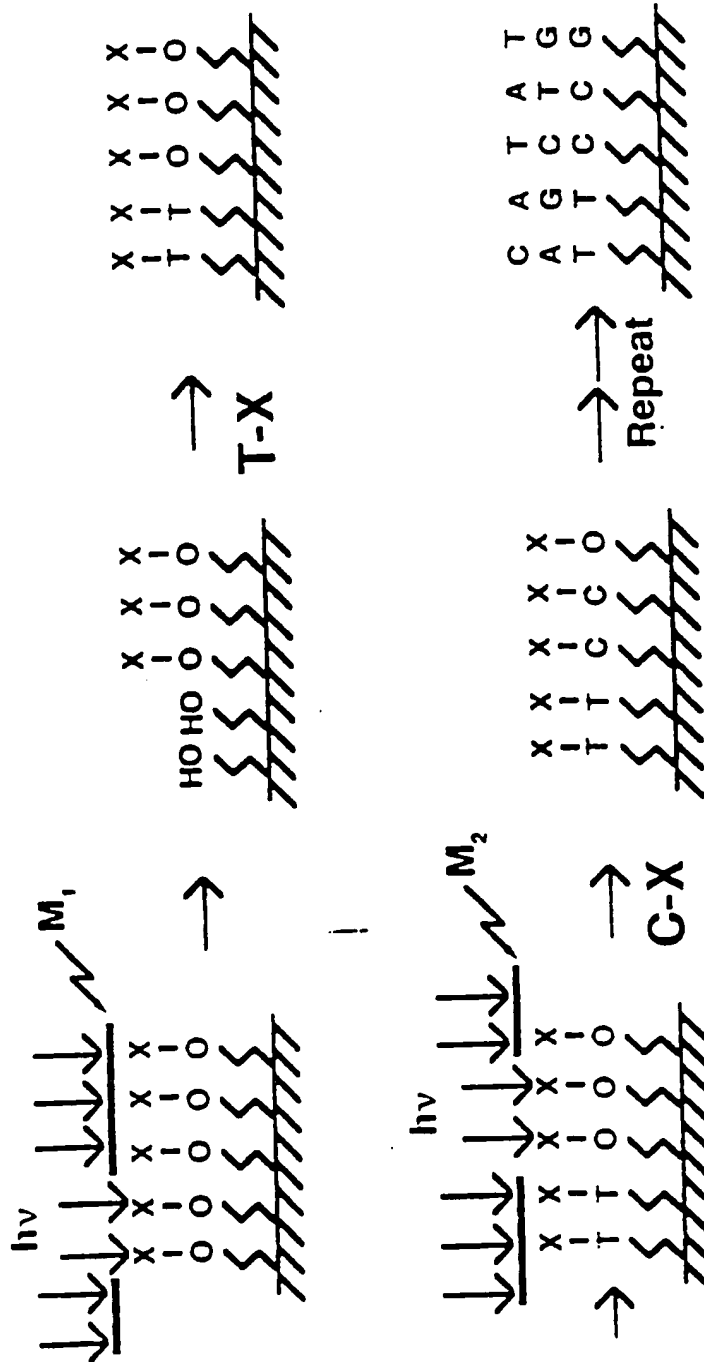 hν
M₁
X X X X X
O O O O O
X X X
HO HO O O O
T-X
X X X X X
T T O O O
hν
M₂
X X X X X
T T O O O
C-X
X X X X X
T T C C O
Repeat
C A T A T
A G C T G
T T C C G